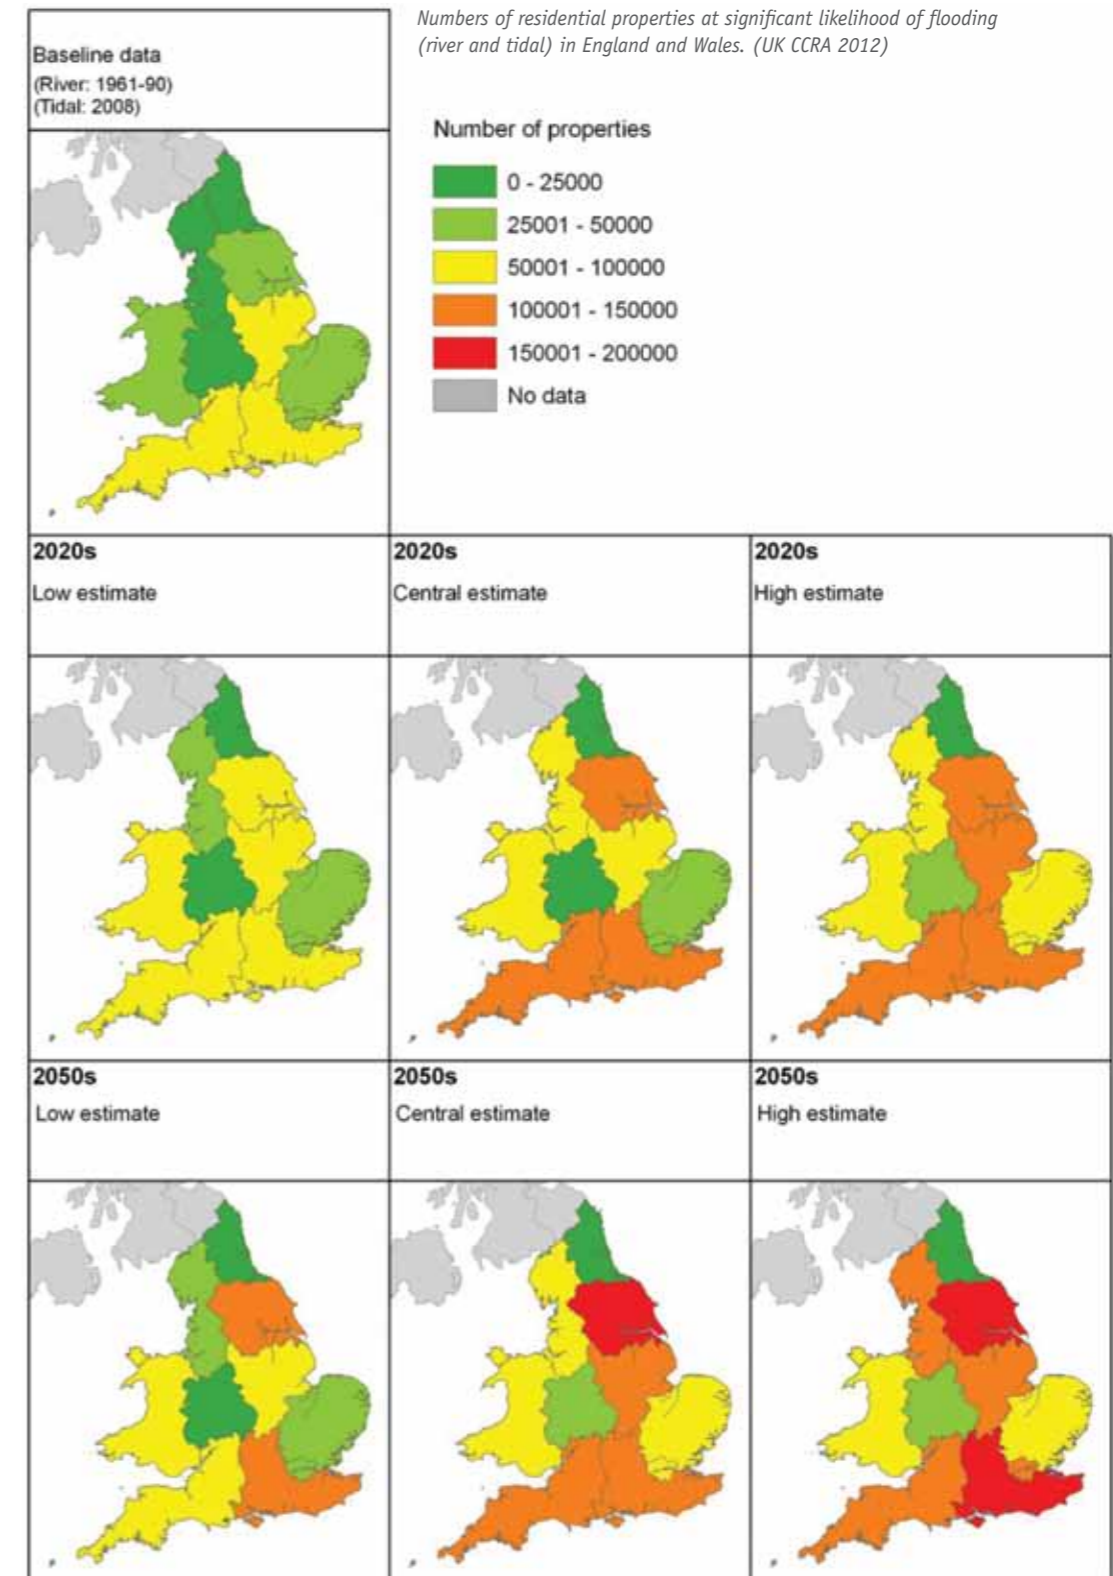 Numbers of residential properties at significant likelihood of flooding
(river and tidal) in England and Wales. (UK CCRA 2012)
Baseline data
(River: 1961-90)
(Tidal: 2008)
Number of properties
0 - 25000
25001 - 50000
50001 - 100000
100001 - 150000
150001 - 200000
No data
2020s
Low estimate
2020s
Central estimate
2020s
High estimate
2050s
Low estimate
2050s
Central estimate
2050s
High estimate